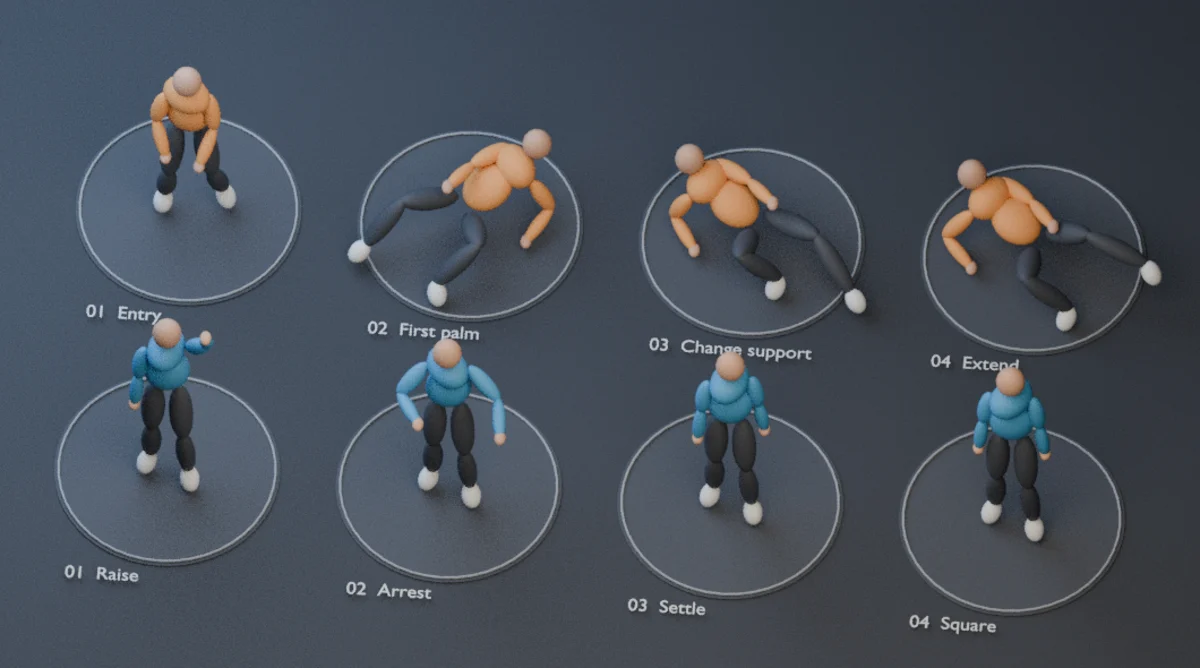 01 Entry
02 First palm
03 Change support
04 Extend
01 Raise
02 Arrest
03 Settle
04 Square